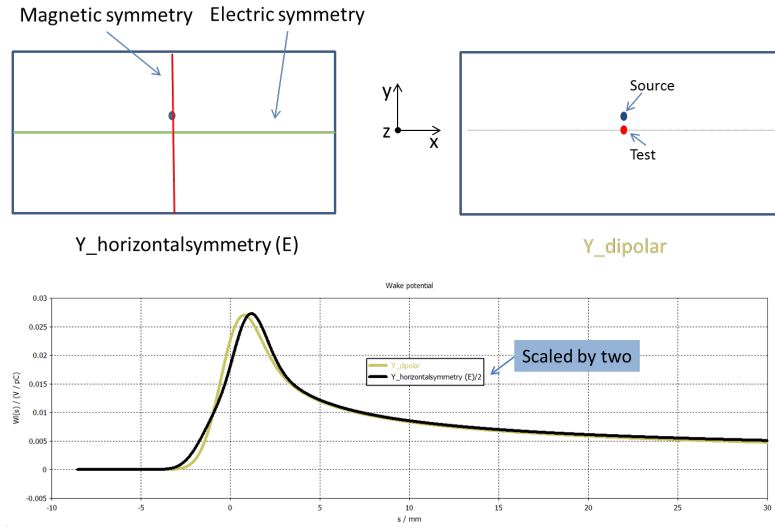 Magnetic symmetry
Electric symmetry
y
z
x
Source
Test
Y_horizontalsymmetry (E)
Y_dipolar
Wake potential
Wl(s) / (V / pC)
0.03
0.025
0.02
0.015
0.01
0.005
0
-0.005
Y_dipolar
Y_horizontalsymmetry (E)/2
Scaled by two
-10
-5
0
5
10
15
20
25
30
s / mm